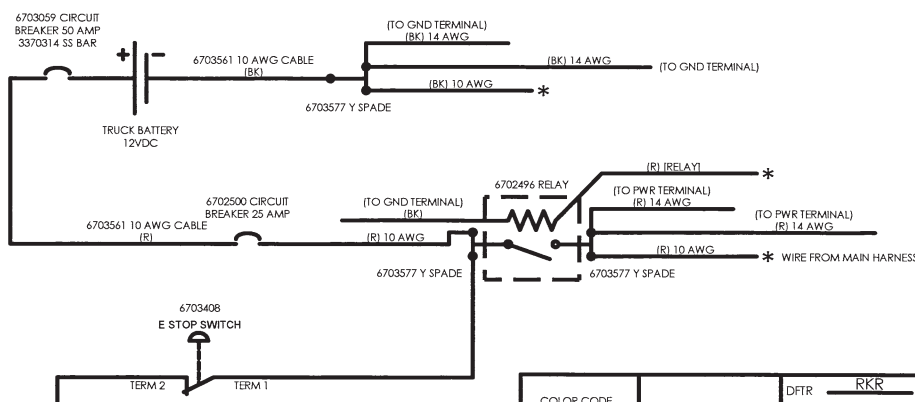 6703059 CIRCUIT
BREAKER 50 AMP
3370314 SS BAR
+ -
TRUCK BATTERY
12VDC
6703561 10 AWG CABLE
(BK)
(TO GND TERMINAL)
(BK) 14 AWG
(BK) 14 AWG
(TO GND TERMINAL)
(BK) 10 AWG
*
6703577 Y SPADE
6703561 10 AWG CABLE
(R)
6702500 CIRCUIT
BREAKER 25 AMP
(TO GND TERMINAL)
(BK)
(R) 10 AWG
6703577 Y SPADE
6702496 RELAY
(R) [RELAY]
*
(TO PWR TERMINAL)
(R) 14 AWG
(TO PWR TERMINAL)
(R) 14 AWG
(R) 10 AWG
* WIRE FROM MAIN HARNESS
6703577 Y SPADE
6703408
E STOP SWITCH
TERM 2
TERM 1
COLOR CODE
DFTR RKR